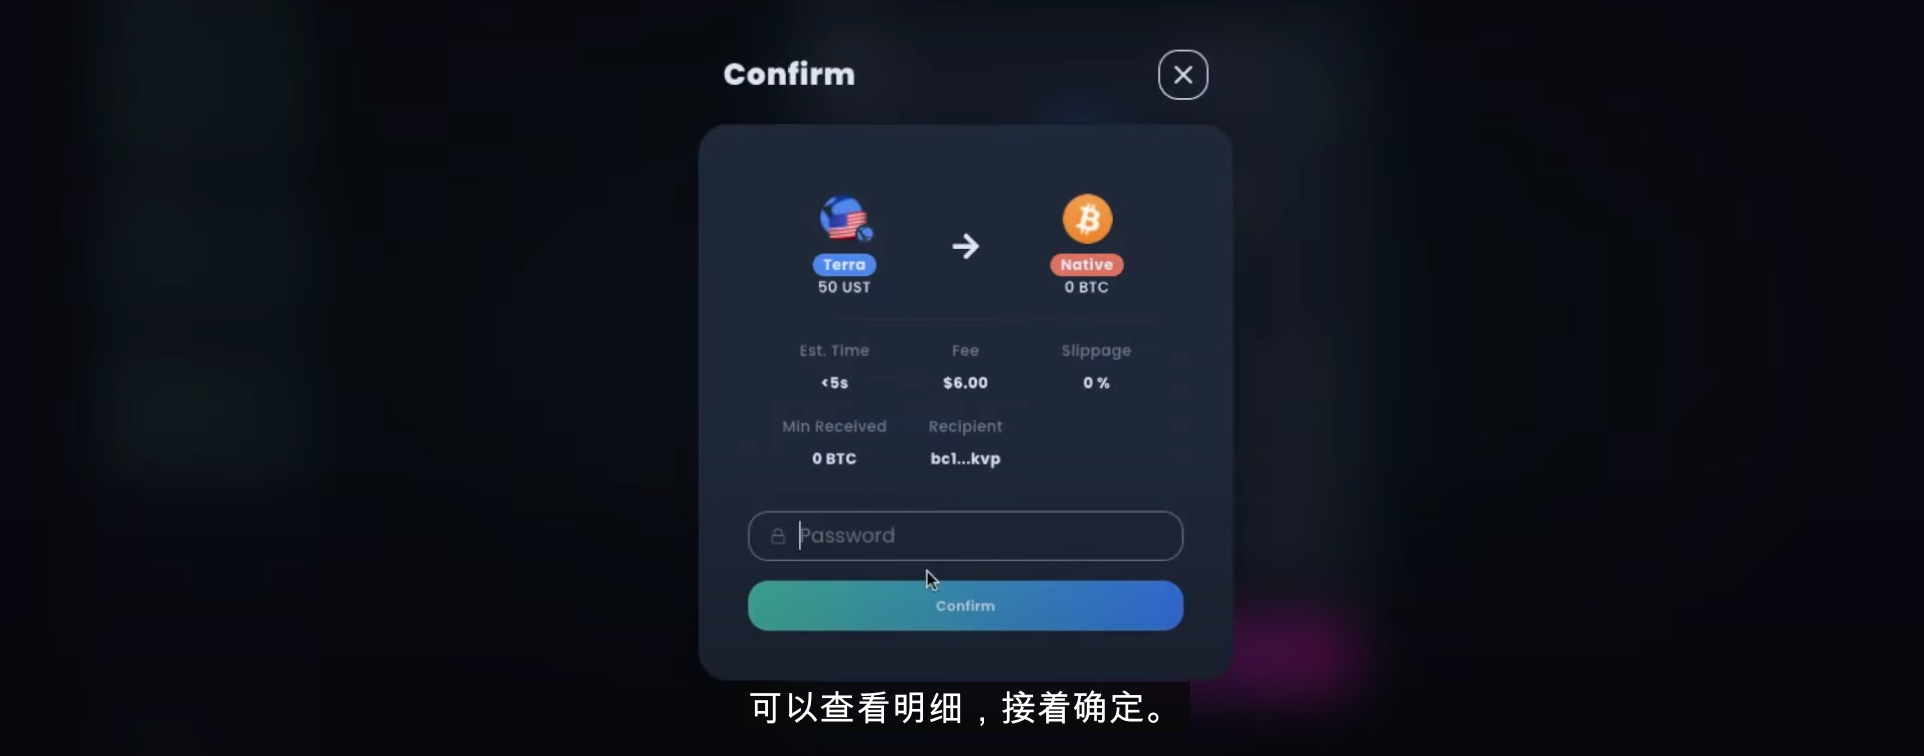 Confirm
Terra
50 UST
Native
0 BTC
Est. Time
Fee
Slippage
<5s
$6.00
0 %
Min Received
Recipient
0 BTC
bc1...kvp
Password
Confirm
可以查看明细，接着确定。